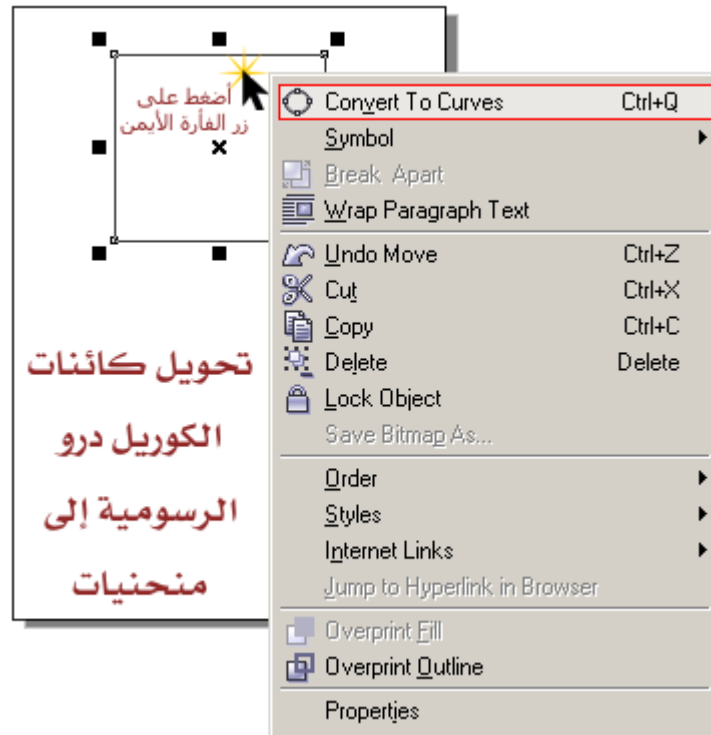 أضغط على
زر الفأرة الأيمن
Convert To Curves Ctrl+Q
Symbol
Break Apart
Wrap Paragraph Text
Undo Move Ctrl+Z
Cut Ctrl+X
Copy Ctrl+C
Delete Delete
Lock Object
Save Bitmap As...
Order
Styles
Internet Links
Jump to Hyperlink in Browser
Overprint Fill
Overprint Outline
Properties
تحويل كائنات
الكوريل درو
الرسومية إلى
منحنيات